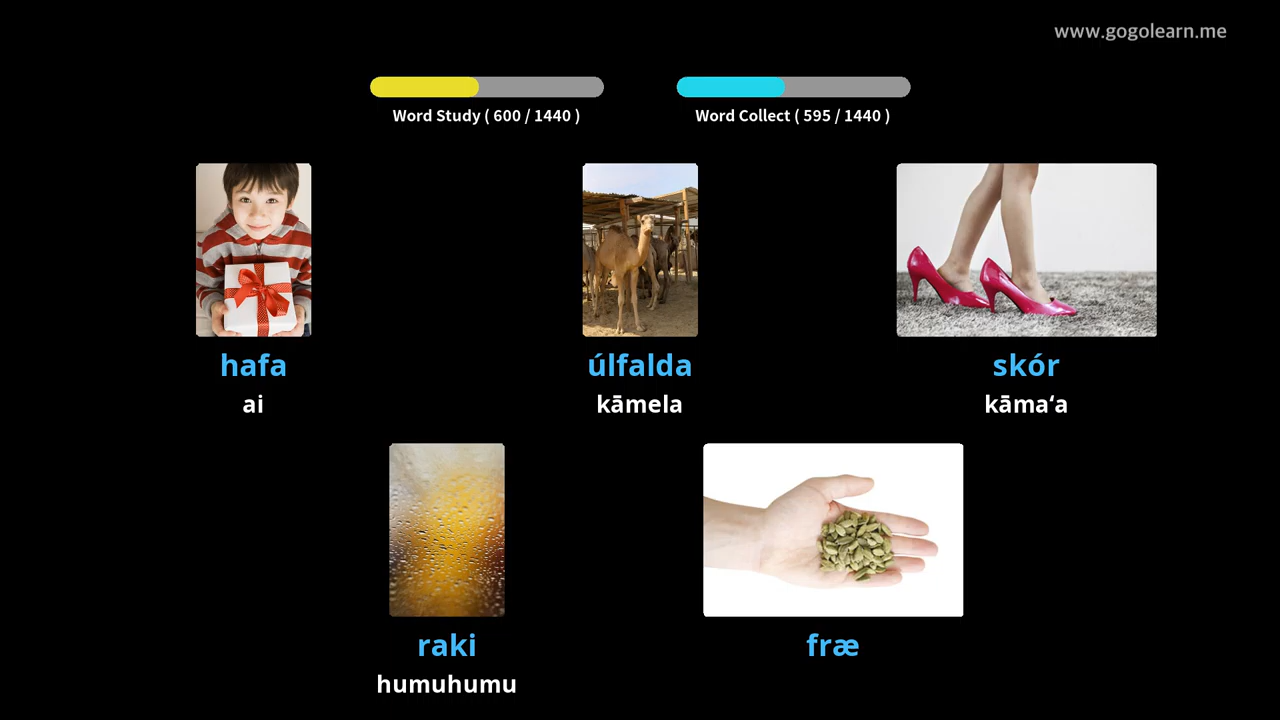 www.gogolearn.me
Word Study ( 600 / 1440 )
Word Collect ( 595 / 1440 )
hafa
ai
úlfalda
kāmela
skór
kāmaʻa
raki
humuhumu
fræ